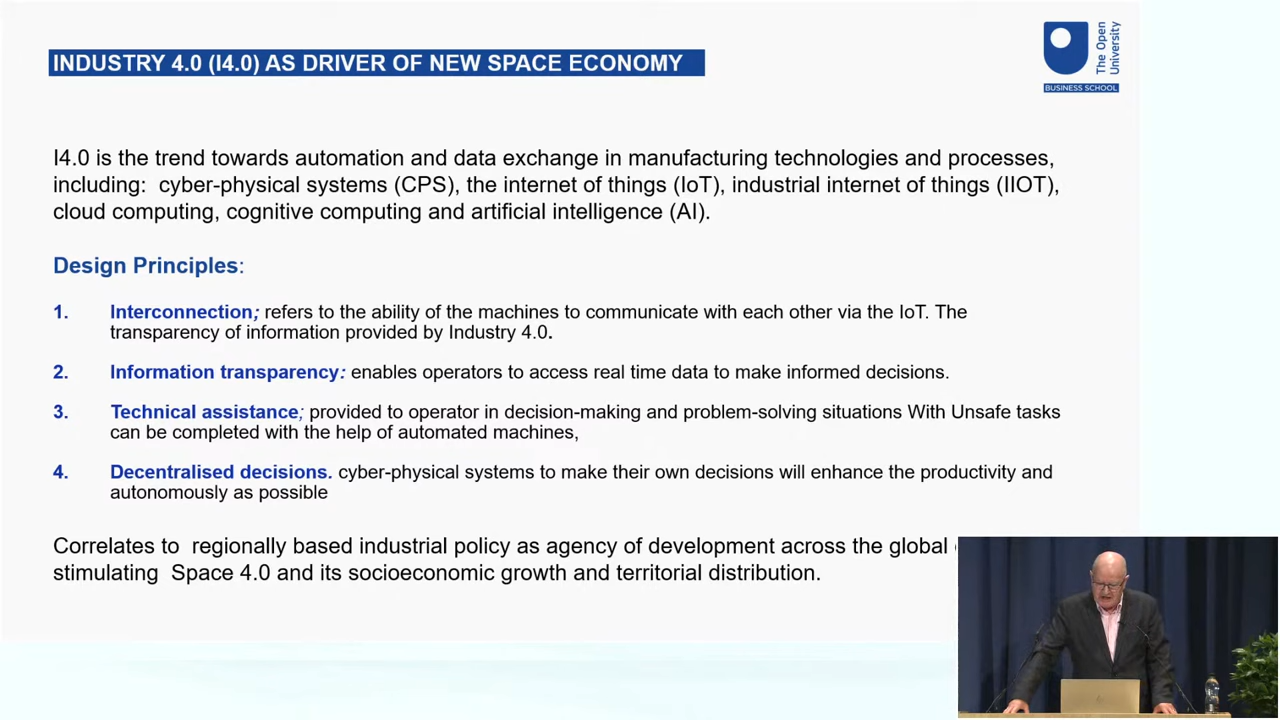 INDUSTRY 4.0 (I4.0) AS DRIVER OF NEW SPACE ECONOMY
The Open
University
BUSINESS SCHOOL
I4.0 is the trend towards automation and data exchange in manufacturing technologies and processes,
including: cyber-physical systems (CPS), the internet of things (IoT), industrial internet of things (IIOT),
cloud computing, cognitive computing and artificial intelligence (AI).
Design Principles:
1. Interconnection; refers to the ability of the machines to communicate with each other via the IoT. The
transparency of information provided by Industry 4.0.
2. Information transparency: enables operators to access real time data to make informed decisions.
3. Technical assistance; provided to operator in decision-making and problem-solving situations With Unsafe tasks
can be completed with the help of automated machines,
4. Decentralised decisions. cyber-physical systems to make their own decisions will enhance the productivity and
autonomously as possible
Correlates to regionally based industrial policy as agency of development across the global
stimulating Space 4.0 and its socioeconomic growth and territorial distribution.